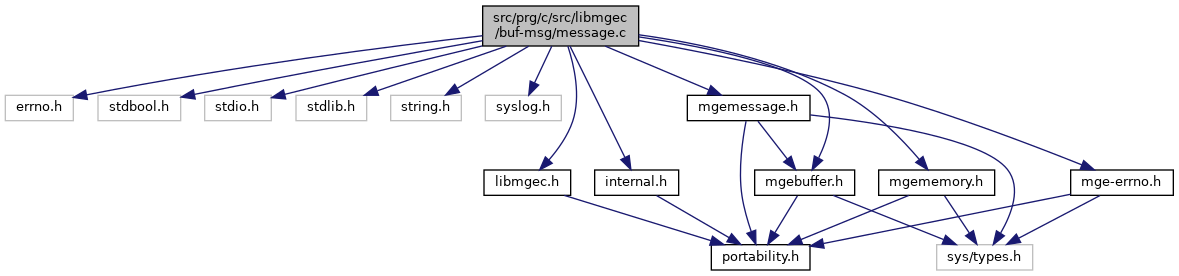 src/prg/c/src/libmgec
/buf-msg/message.c
errno.h
stdbool.h
stdio.h
stdlib.h
string.h
syslog.h
mgemessage.h
libmgec.h
internal.h
mgebuffer.h
mgememory.h
mge-errno.h
portability.h
sys/types.h